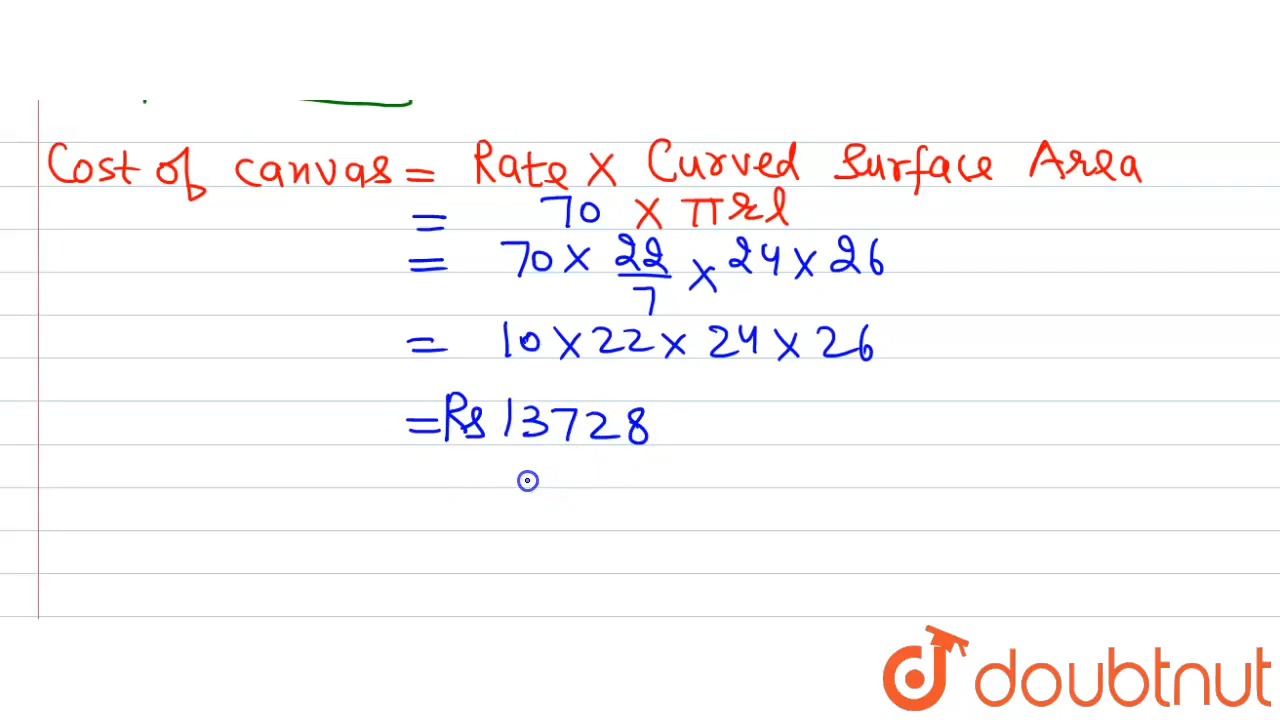 Cost of canvas = Rate × Curved Surface Area
= 70 × πrl
= 70 × 22/7 × 24 × 26
= 10 × 22 × 24 × 26
= Rs 13728
doubtnut